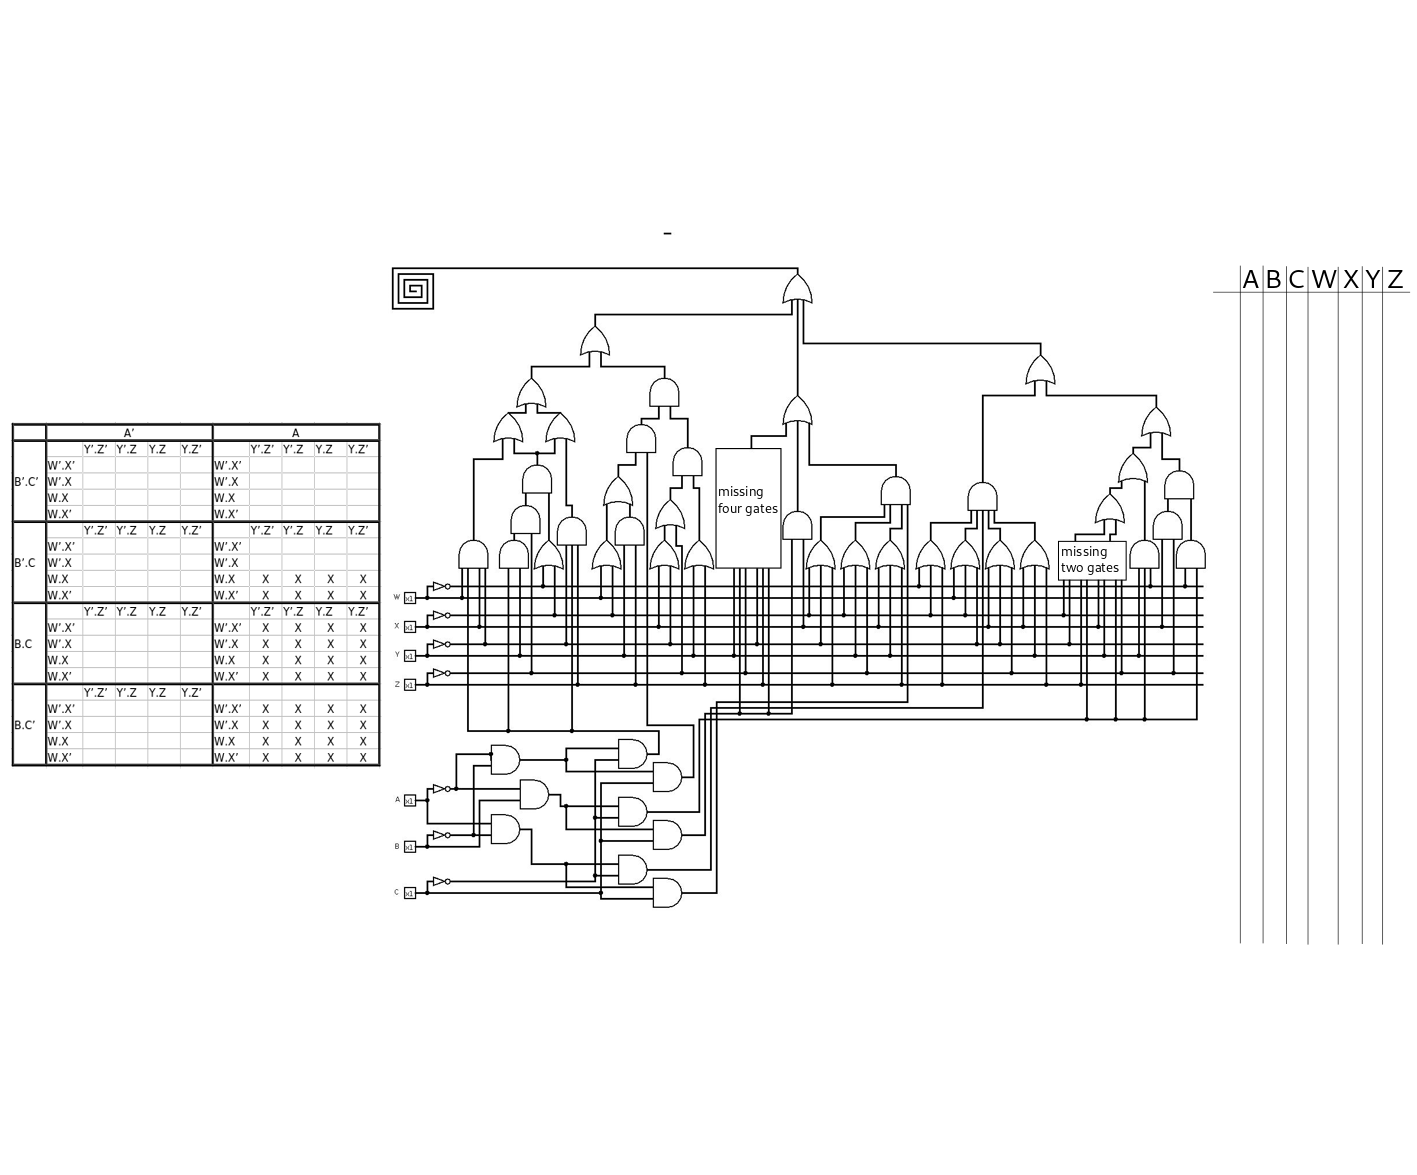 A’ A
Y’.Z’ Y’.Z Y.Z Y.Z’ Y’.Z’ Y’.Z Y.Z Y.Z’
W’.X’ W’.X’
B’.C’ W’.X W’.X
W.X W.X
W.X’ W.X’
Y’.Z’ Y’.Z Y.Z Y.Z’ Y’.Z’ Y’.Z Y.Z Y.Z’
W’.X’ W’.X’
B’.C W’.X W’.X
W.X W.X X X X X
W.X’ W.X’ X X X X
Y’.Z’ Y’.Z Y.Z Y.Z’ Y’.Z’ Y’.Z Y.Z Y.Z’
W’.X’ W’.X’ X X X X
B.C W’.X W’.X X X X X
W.X W.X X X X X
W.X’ W.X’ X X X X
Y’.Z’ Y’.Z Y.Z Y.Z’
W’.X’ W’.X’ X X X X
B.C’ W’.X W’.X X X X X
W.X W.X X X X X
W.X’ W.X’ X X X X
missing
four gates
missing
two gates
W x1
X x1
Y x1
Z x1
A x1
B x1
C x1
A B C W X Y Z